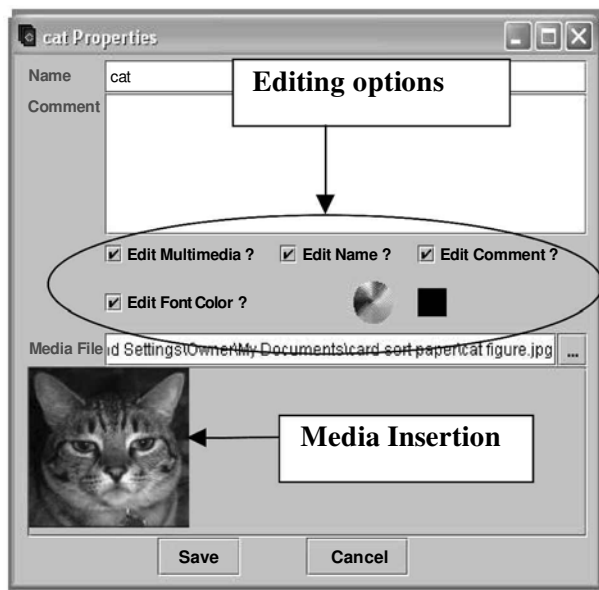 cat Properties
Name cat
Editing options
Comment
Edit Multimedia ? Edit Name ? Edit Comment ?
Edit Font Color ?
Media File d Settings\Owner\My Documents\card sort paper\cat figure.jpg ...
Media Insertion
Save Cancel